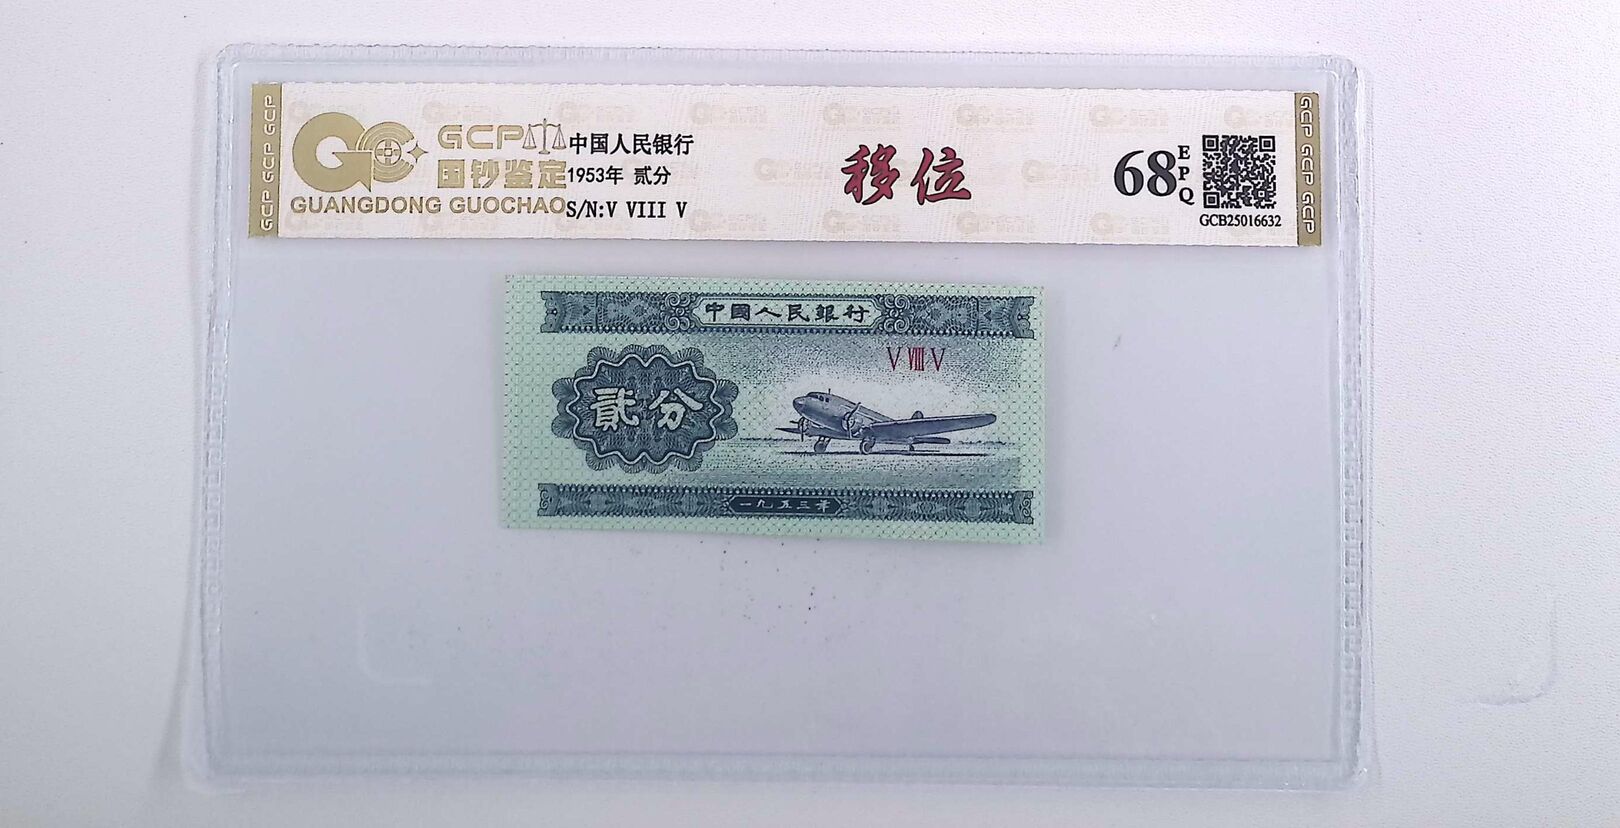 GCP GCP GCP
GCP
国钞鉴定
GUANGDONG GUOCHAO
中国人民银行
1953年 贰分
S/N:V VIII V
移位
68
EPQ
GCB25016632
GCP GCP GCP
中國人民銀行
V VIII V
貳分
一九五三年